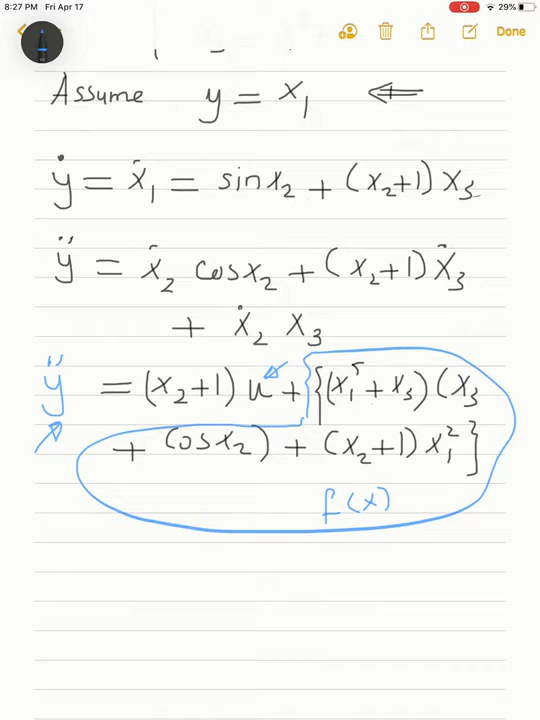 8:27 PM Fri Apr 17 29%
Done
Assume y = x₁ ⇐
ẏ = ẋ₁ = sin x₂ + (x₂+1) x₃
ÿ = ẋ₂ cos x₂ + (x₂+1) ẋ₃
+ ẋ₂ x₃
ÿ = (x₂+1) u + {(x₁⁵ + x₃) (x₃
+ cos x₂) + (x₂+1) x₁²}
f(x)